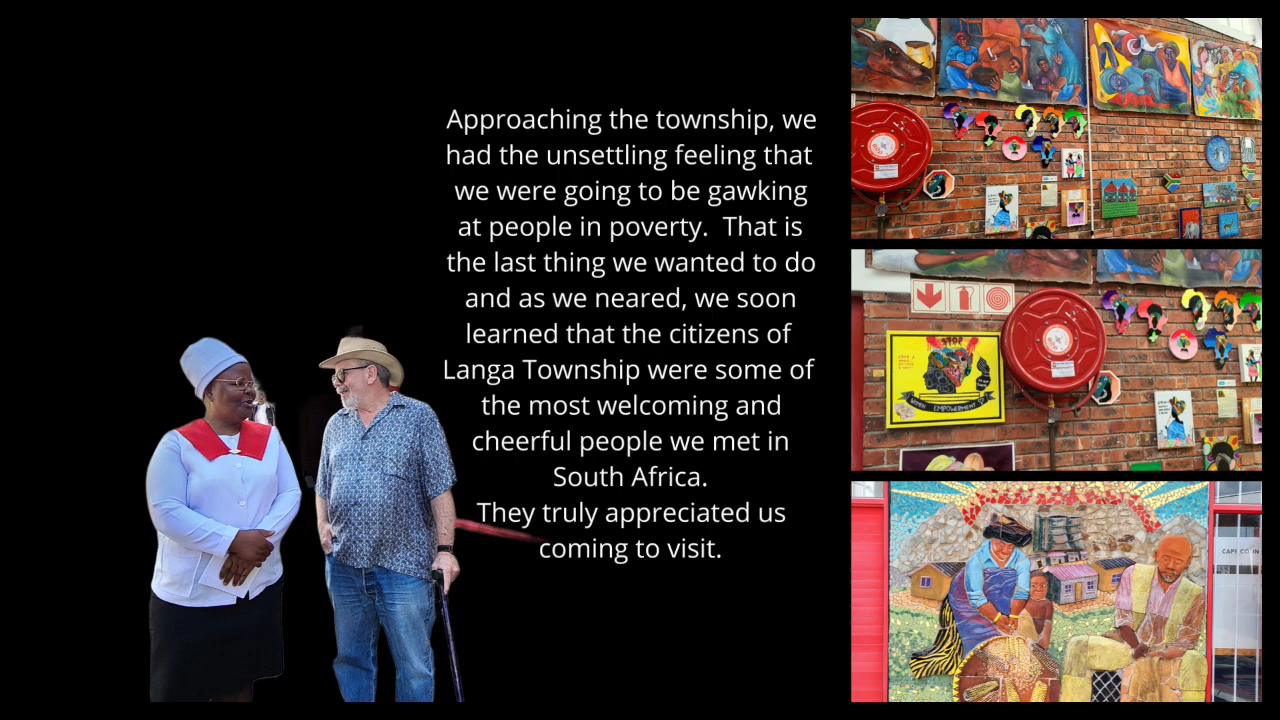 Approaching the township, we
had the unsettling feeling that
we were going to be gawking
at people in poverty.  That is
the last thing we wanted to do
and as we neared, we soon
learned that the citizens of
Langa Township were some of
the most welcoming and
cheerful people we met in
South Africa.
They truly appreciated us
coming to visit.
STOP
WOMEN EMPOWERMENT